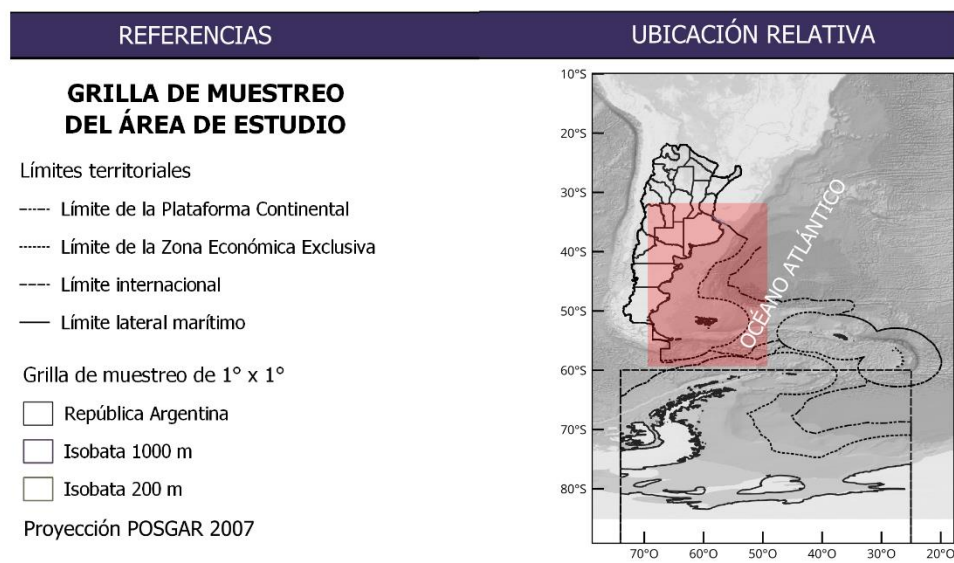 REFERENCIAS
GRILLA DE MUESTREO
DEL ÁREA DE ESTUDIO
Límites territoriales
Límite de la Plataforma Continental
Límite de la Zona Económica Exclusiva
Límite internacional
Límite lateral marítimo
Grilla de muestreo de 1° x 1°
República Argentina
Isobata 1000 m
Isobata 200 m
Proyección POSGAR 2007
UBICACIÓN RELATIVA
10°S
20°S
30°S
40°S
50°S
60°S
70°S
80°S
OCÉANO ATLÁNTICO
70°O 60°O 50°O 40°O 30°O 20°O